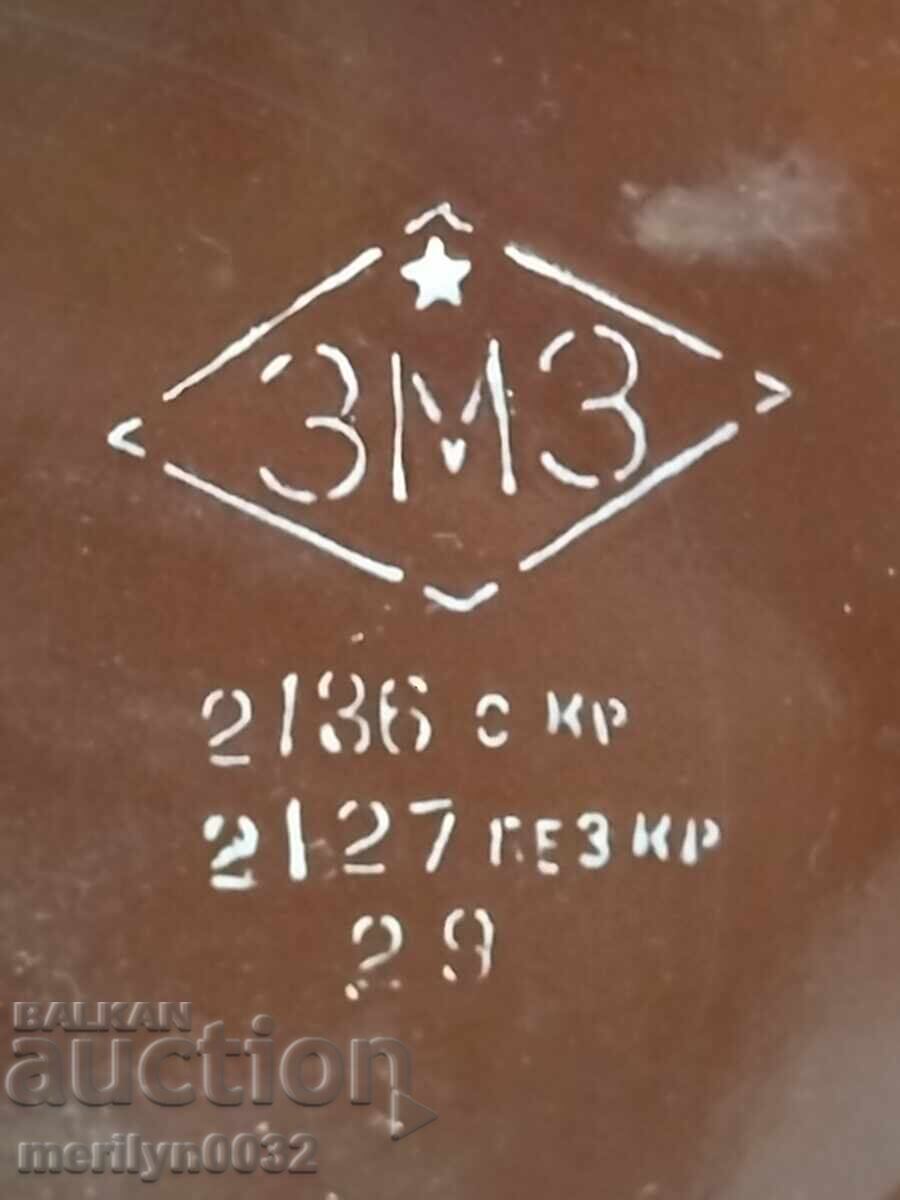 ЗМЗ
2136 с кр
2127 БЕЗ КР
29
BALKAN
auction
merilyn0032